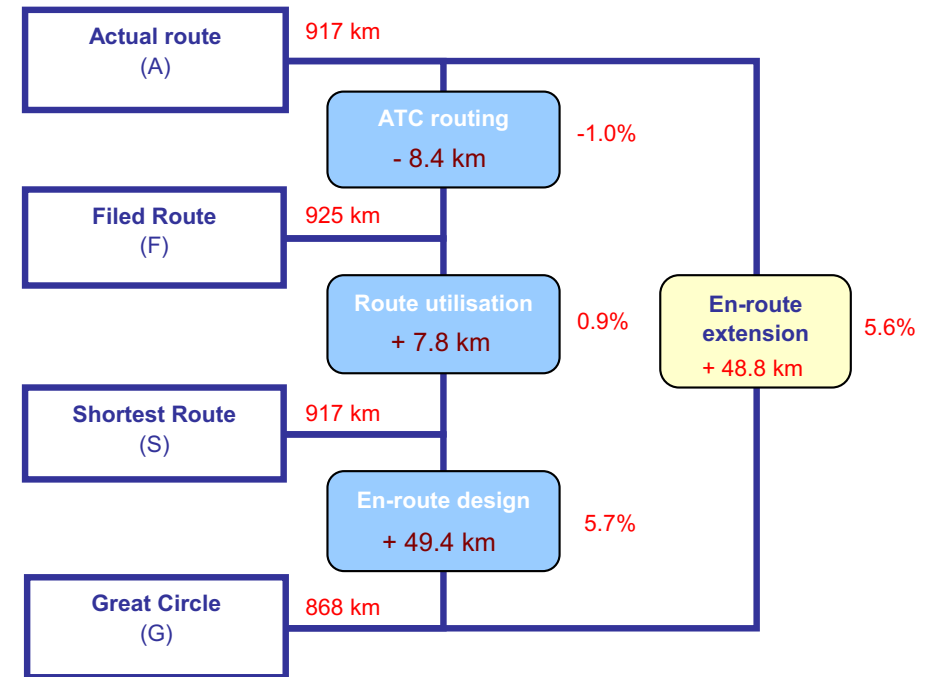 Actual route
(A)
917 km
ATC routing
- 8.4 km
-1.0%
Filed Route
(F)
925 km
Route utilisation
+ 7.8 km
0.9%
En-route
extension
+ 48.8 km
5.6%
Shortest Route
(S)
917 km
En-route design
+ 49.4 km
5.7%
Great Circle
(G)
868 km